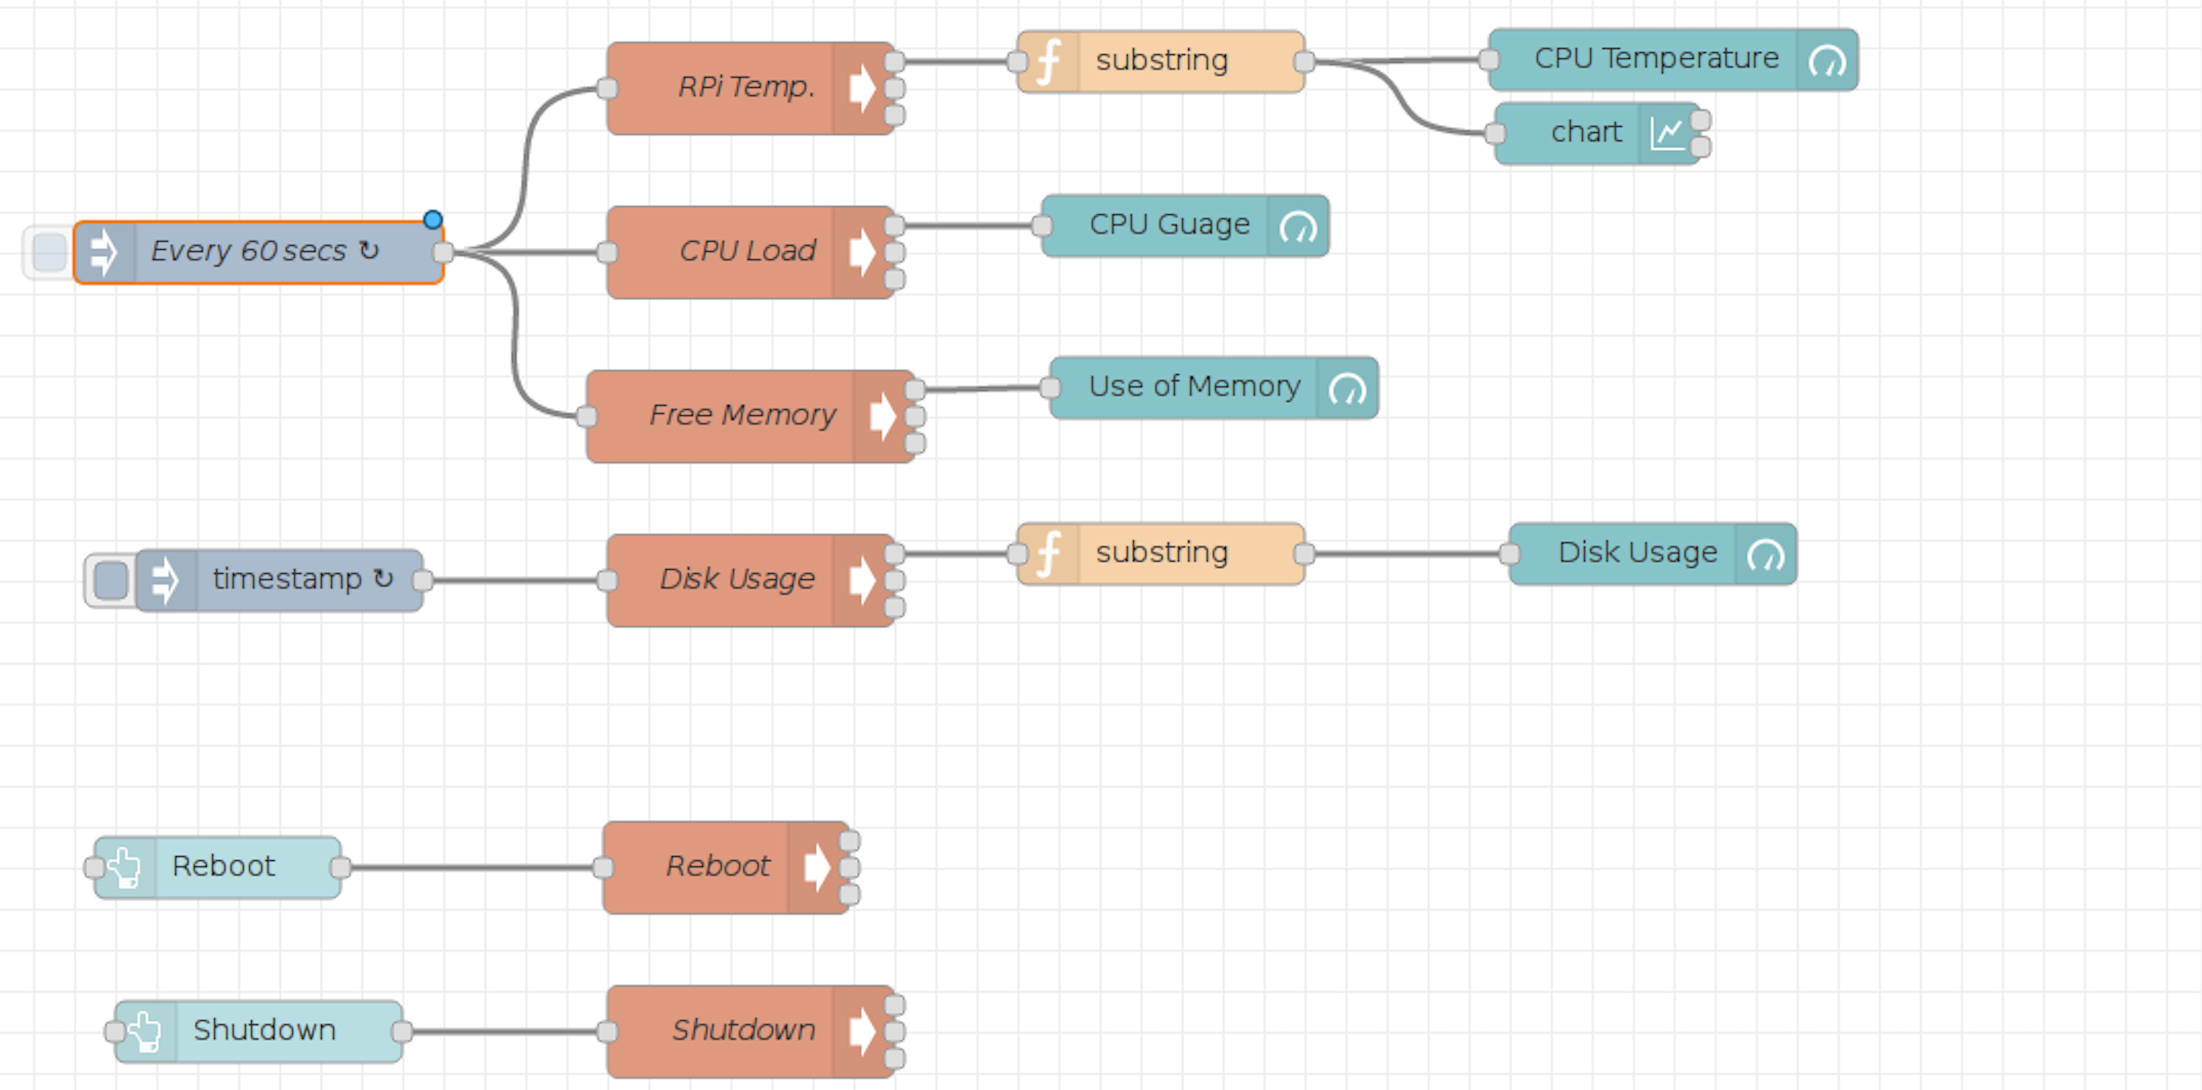 RPi Temp.
substring
CPU Temperature
chart
Every 60 secs ↻
CPU Load
CPU Guage
Free Memory
Use of Memory
timestamp ↻
Disk Usage
substring
Disk Usage
Reboot
Reboot
Shutdown
Shutdown